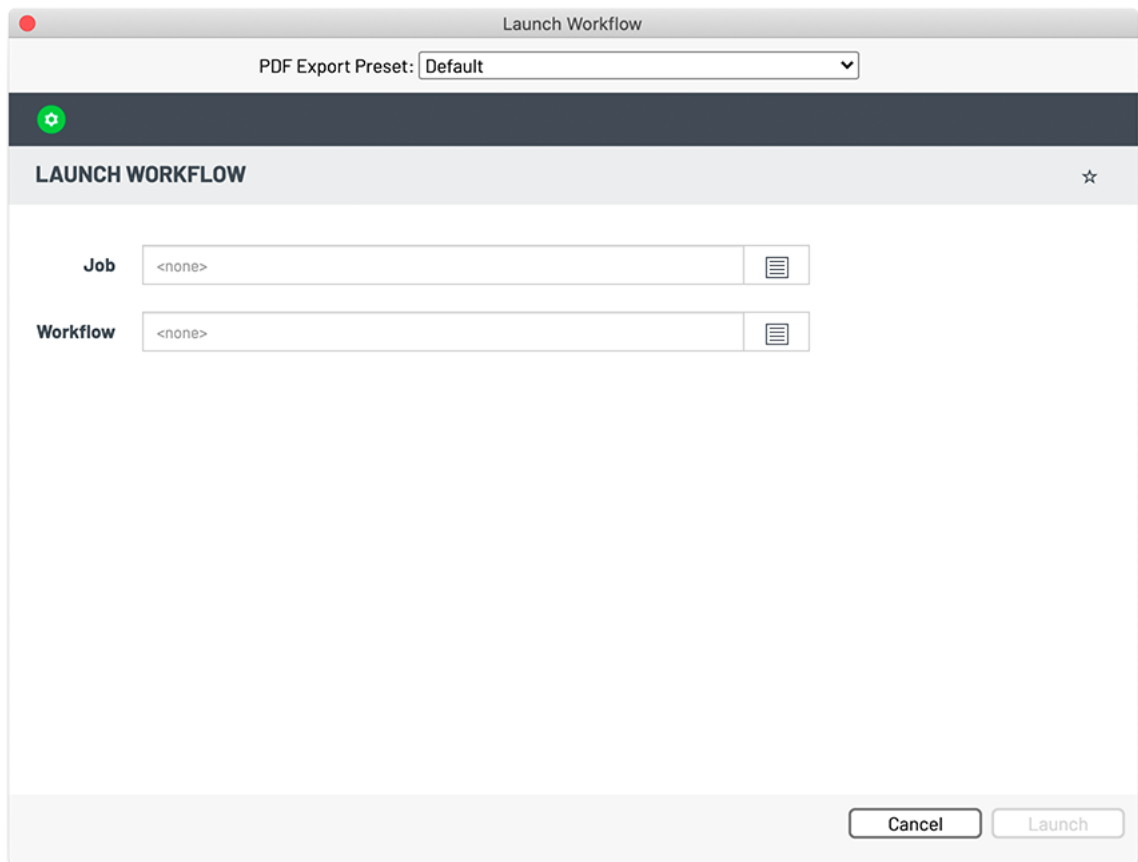 Launch Workflow
PDF Export Preset: Default
LAUNCH WORKFLOW
Job <none>
Workflow <none>
Cancel Launch